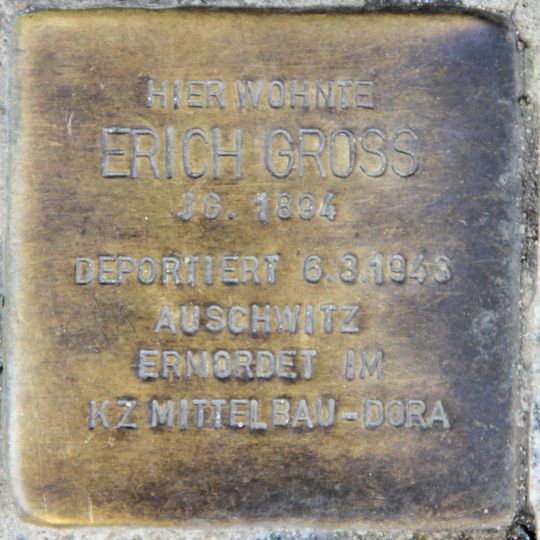 HIER WOHNTE
ERICH GROSS
JG. 1894
DEPORTIERT 6.3.1943
AUSCHWITZ
ERMORDET IM
KZ MITTELBAU-DORA